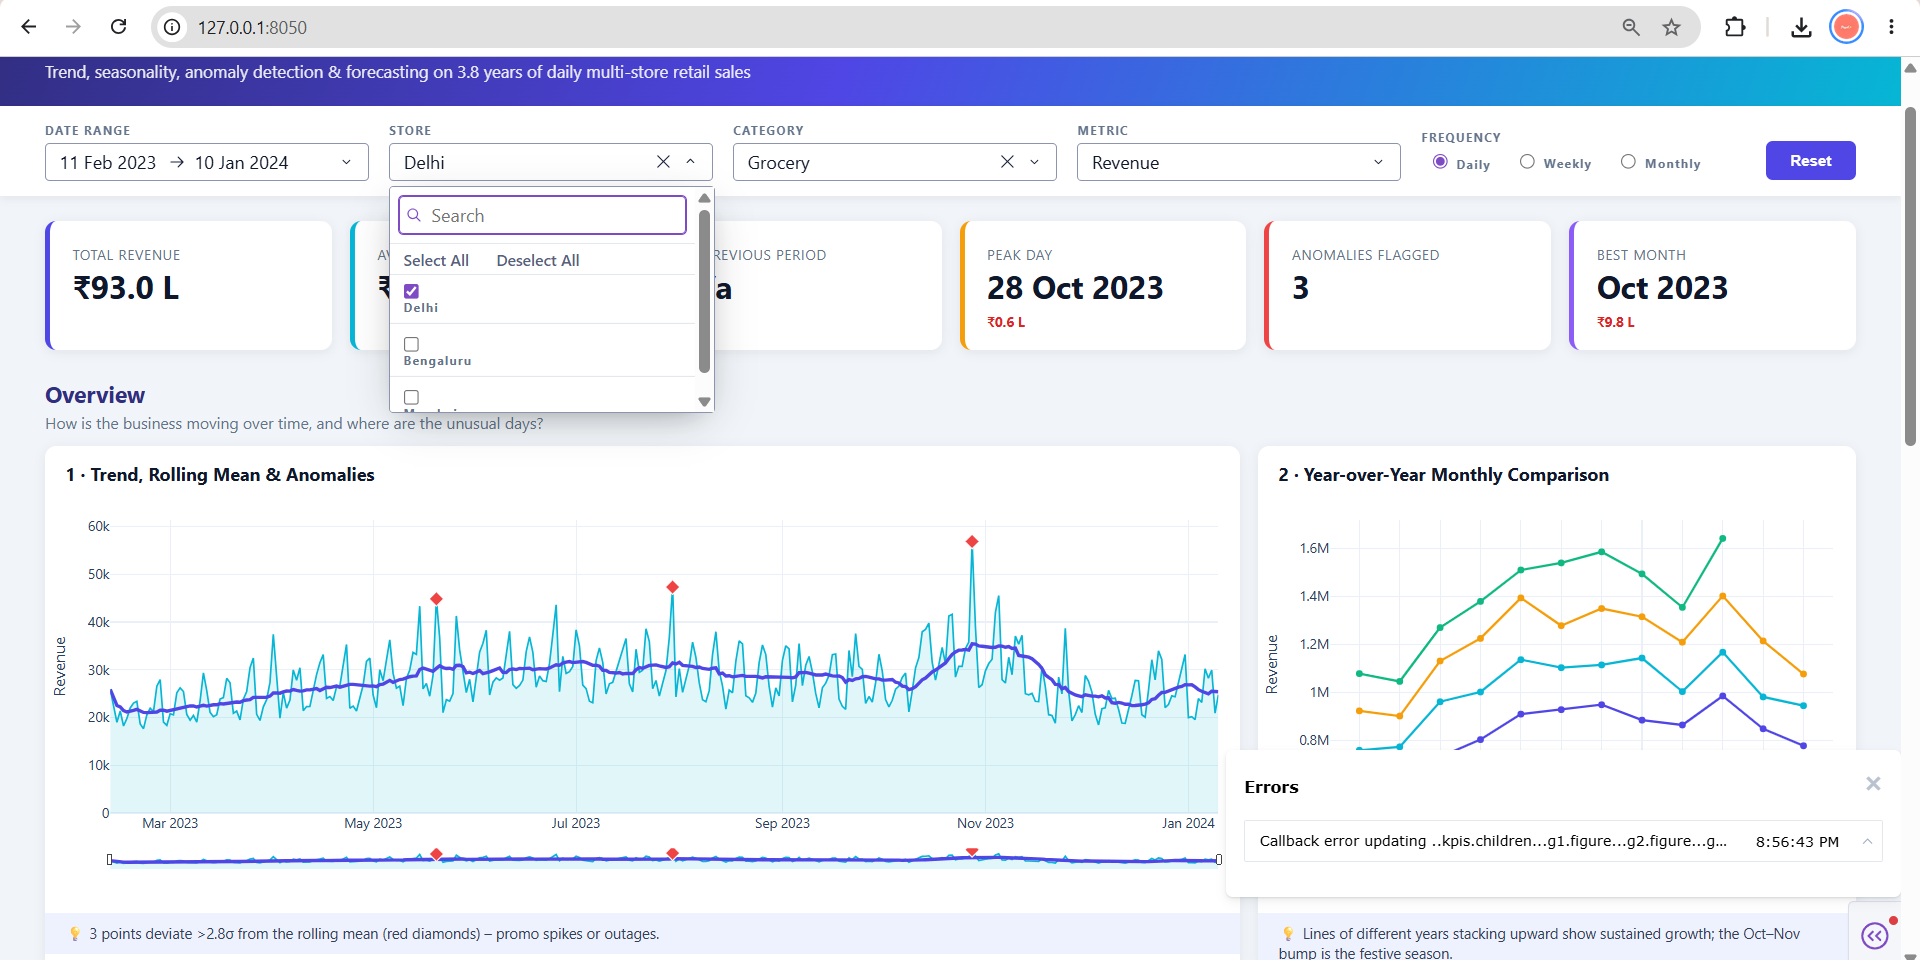 127.0.0.1:8050
Trend, seasonality, anomaly detection & forecasting on 3.8 years of daily multi-store retail sales
DATE RANGE
11 Feb 2023 → 10 Jan 2024
STORE
Delhi
CATEGORY
Grocery
METRIC
Revenue
FREQUENCY
Daily
Weekly
Monthly
Reset
Search
Select All
Deselect All
Delhi
Bengaluru
TOTAL REVENUE
₹93.0 L
REVIOUS PERIOD
PEAK DAY
28 Oct 2023
₹0.6 L
ANOMALIES FLAGGED
3
BEST MONTH
Oct 2023
₹9.8 L
Overview
How is the business moving over time, and where are the unusual days?
1 · Trend, Rolling Mean & Anomalies
Revenue
60k
50k
40k
30k
20k
10k
0
Mar 2023
May 2023
Jul 2023
Sep 2023
Nov 2023
Jan 2024
💡 3 points deviate >2.8σ from the rolling mean (red diamonds) – promo spikes or outages.
2 · Year-over-Year Monthly Comparison
Revenue
1.6M
1.4M
1.2M
1M
0.8M
Errors
Callback error updating ..kpis.children...g1.figure...g2.figure...g...
8:56:43 PM
💡 Lines of different years stacking upward show sustained growth; the Oct–Nov
bump is the festive season.